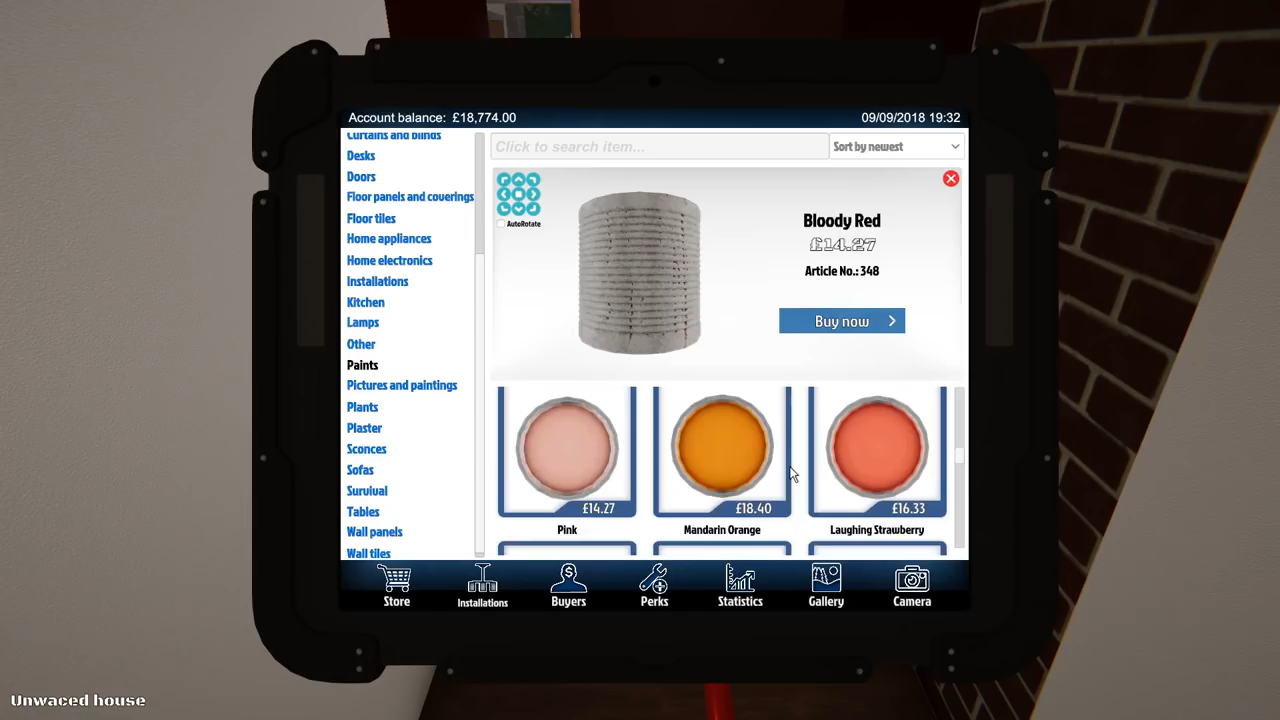 Account balance: £18,774.00
09/09/2018 19:32
Curtains and blinds
Desks
Doors
Floor panels and coverings
Floor tiles
Home appliances
Home electronics
Installations
Kitchen
Lamps
Other
Paints
Pictures and paintings
Plants
Plaster
Sconces
Sofas
Survival
Tables
Wall panels
Wall tiles
Click to search item...
Sort by newest
AutoRotate
Bloody Red
£14.27
Article No.: 348
Buy now
£14.27
£18.40
£16.33
Pink
Mandarin Orange
Laughing Strawberry
Store
Installations
Buyers
Perks
Statistics
Gallery
Camera
Unwaced house